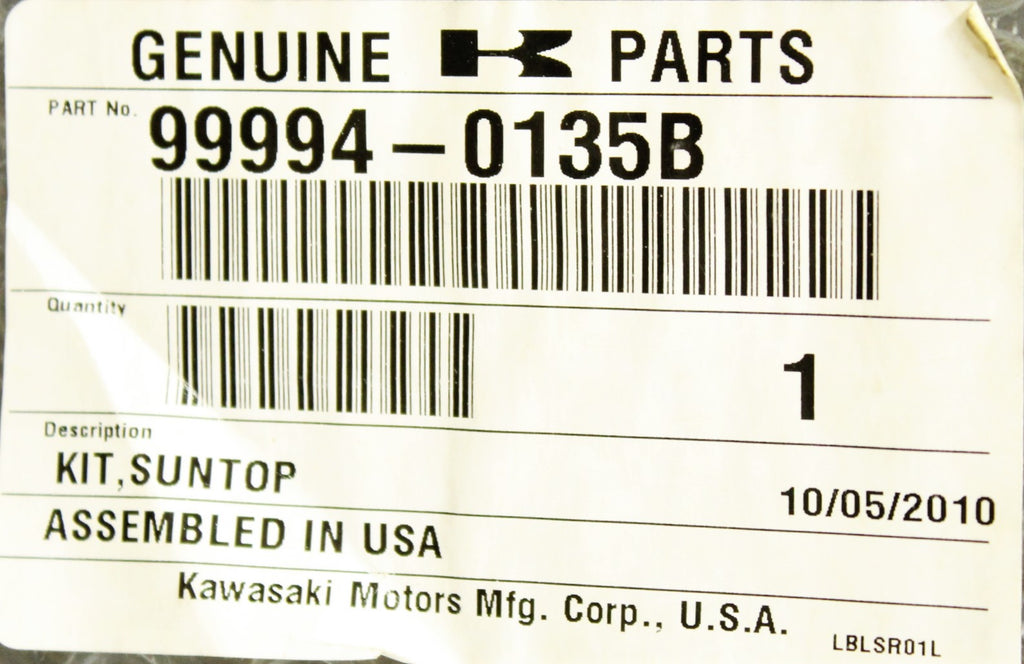 GENUINE K PARTS
PART No. 99994-0135B
Quantity
1
Description
KIT,SUNTOP
10/05/2010
ASSEMBLED IN USA
Kawasaki Motors Mfg. Corp., U.S.A.
LBLSR01L